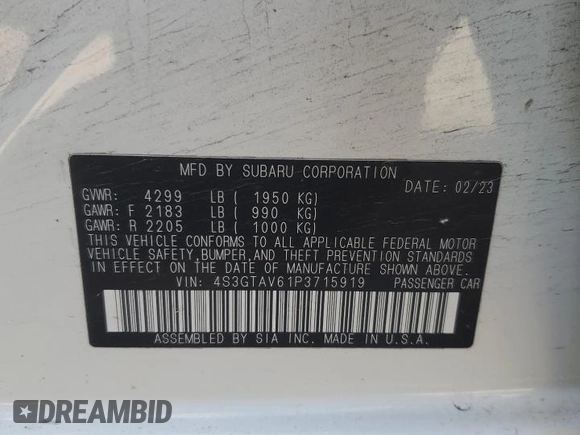 MFD BY SUBARU CORPORATION
DATE: 02/23
GVWR: 4299 LB ( 1950 KG)
GAWR: F 2183 LB ( 990 KG)
GAWR: R 2205 LB ( 1000 KG)
THIS VEHICLE CONFORMS TO ALL APPLICABLE FEDERAL MOTOR
VEHICLE SAFETY,BUMPER,AND THEFT PREVENTION STANDARDS
IN EFFECT ON THE DATE OF MANUFACTURE SHOWN ABOVE.
VIN: 4S3GTAV61P3715919 PASSENGER CAR
ASSEMBLED BY SIA INC. MADE IN U.S.A.
DREAMBID